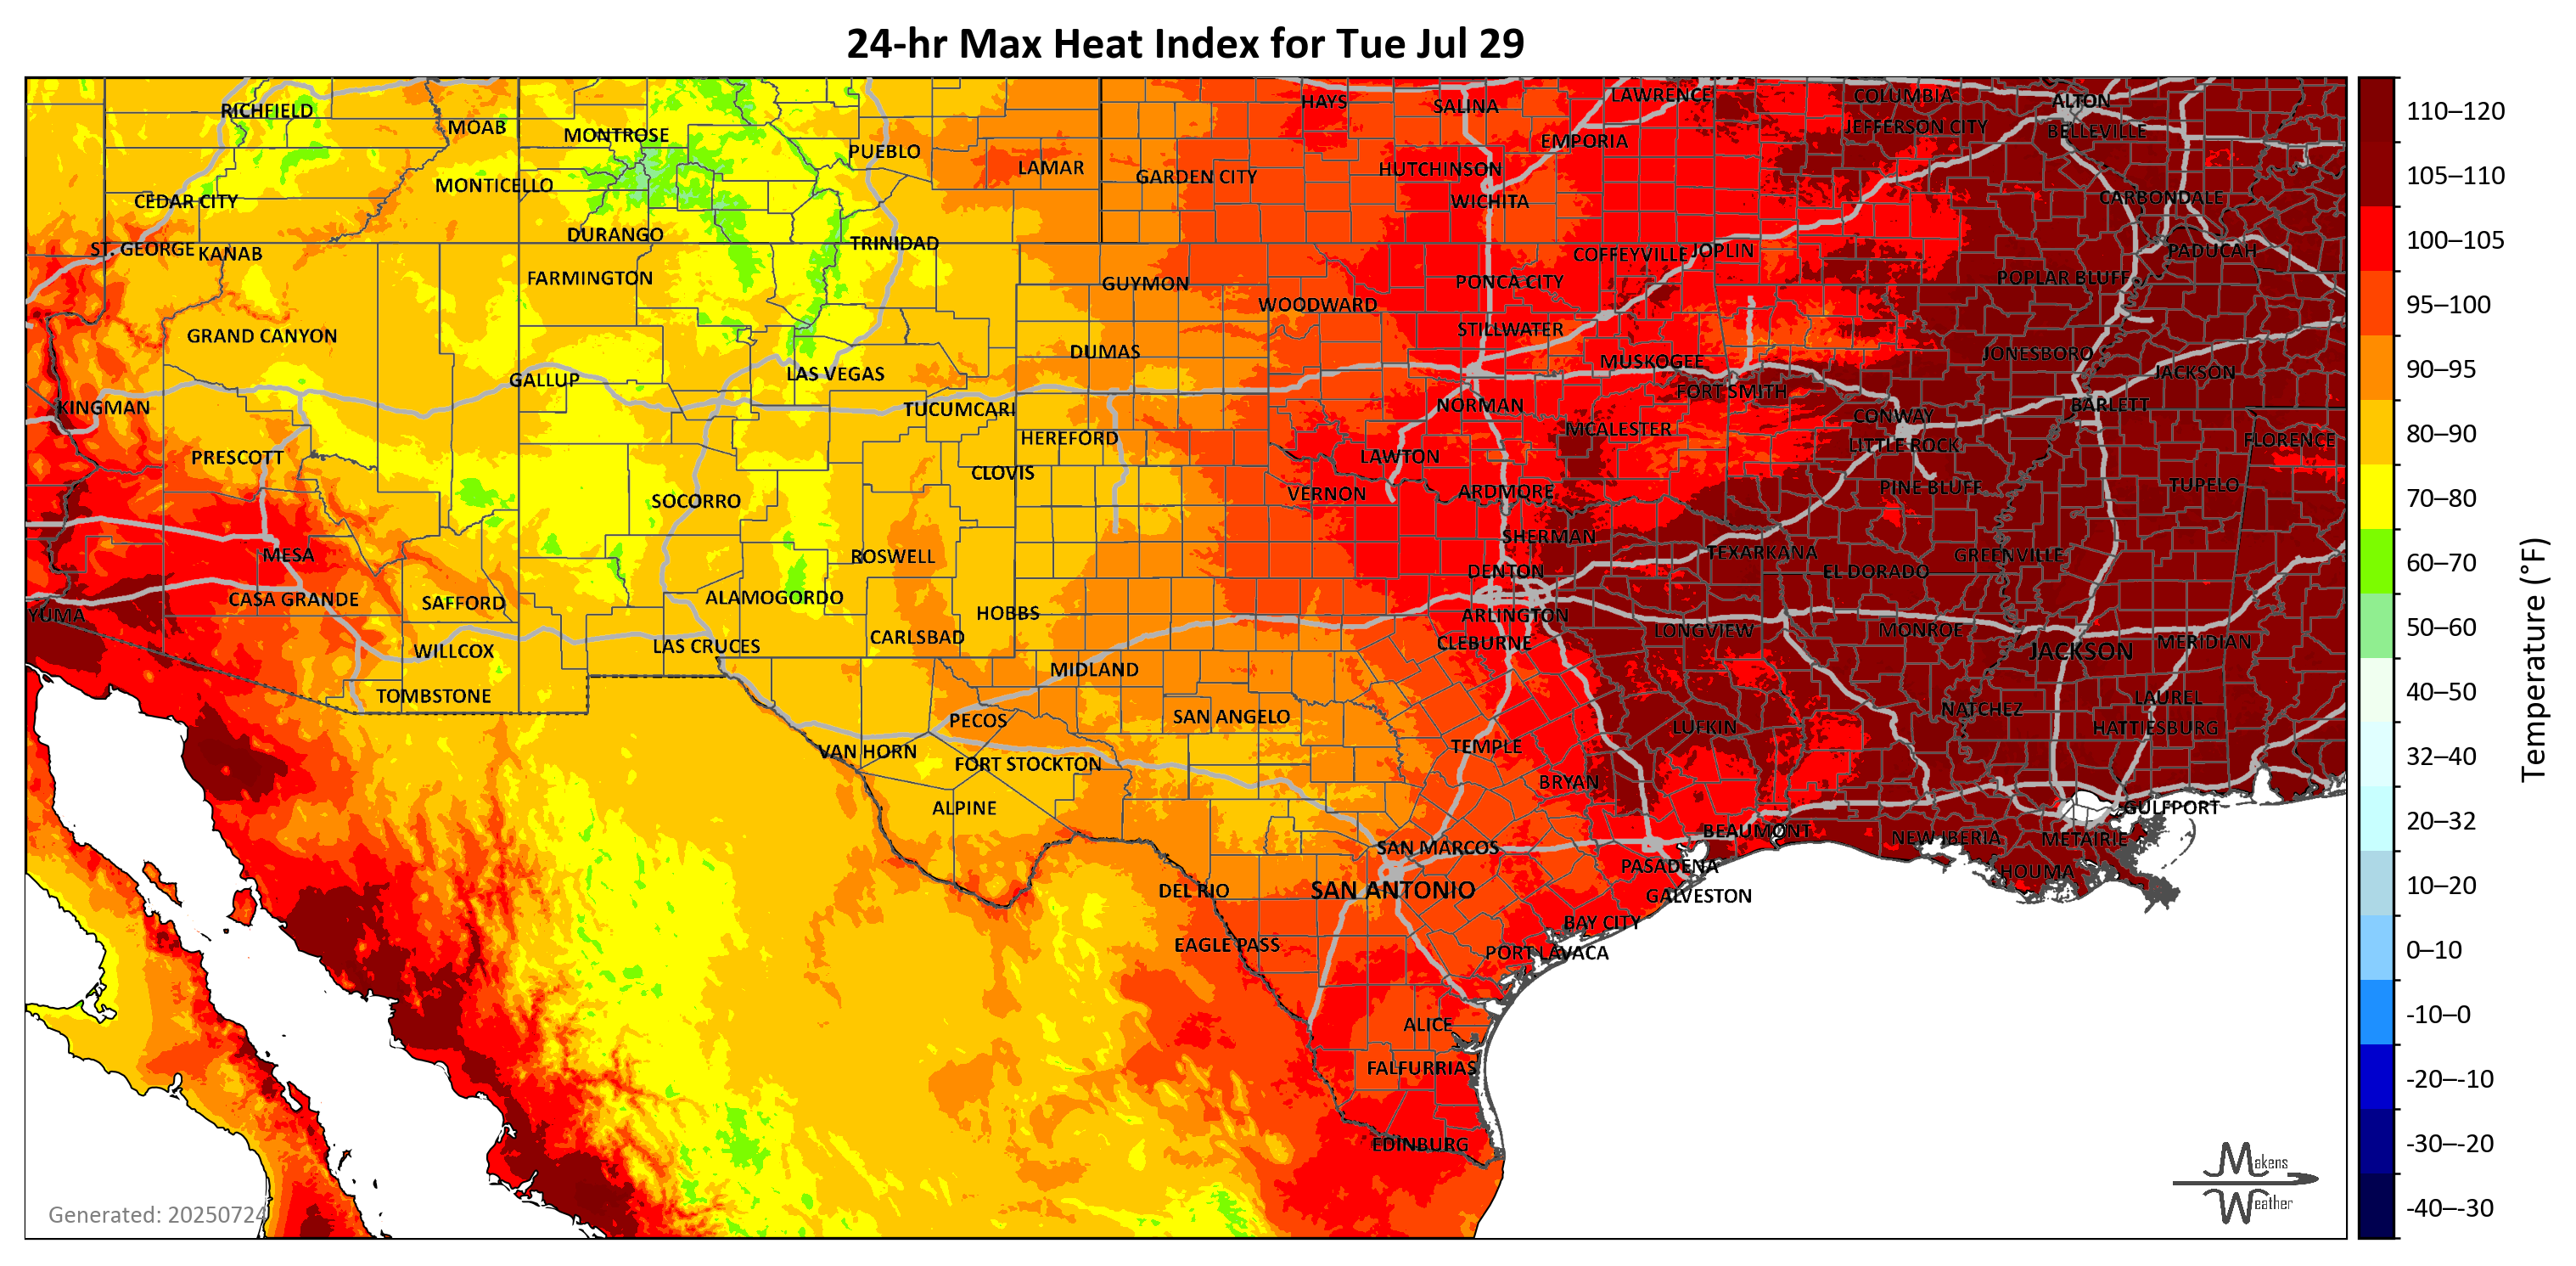 24-hr Max Heat Index for Tue Jul 29
RICHFIELD
MOAB
MONTROSE
PUEBLO
LAMAR
GARDEN CITY
HAYS
SALINA
LAWRENCE
EMPORIA
COLUMBIA
JEFFERSON CITY
ALTON
BELLEVILLE
CEDAR CITY
MONTICELLO
HUTCHINSON
WICHITA
CARBONDALE
ST. GEORGE
KANAB
DURANGO
TRINIDAD
COFFEYVILLE
JOPLIN
PADUCAH
FARMINGTON
GUYMON
WOODWARD
PONCA CITY
POPLAR BLUFF
GRAND CANYON
DUMAS
STILLWATER
MUSKOGEE
JONESBORO
GALLUP
LAS VEGAS
FORT SMITH
JACKSON
KINGMAN
TUCUMCARI
NORMAN
CONWAY
BARLETT
HEREFORD
MCALESTER
LITTLE ROCK
FLORENCE
PRESCOTT
CLOVIS
LAWTON
SOCORRO
VERNON
ARDMORE
PINE BLUFF
TUPELO
MESA
ROSWELL
SHERMAN
TEXARKANA
GREENVILLE
DENTON
EL DORADO
YUMA
CASA GRANDE
SAFFORD
ALAMOGORDO
HOBBS
ARLINGTON
WILLCOX
LAS CRUCES
CARLSBAD
CLEBURNE
LONGVIEW
MONROE
JACKSON
MERIDIAN
TOMBSTONE
MIDLAND
LAUREL
PECOS
SAN ANGELO
LUFKIN
NATCHEZ
HATTIESBURG
VAN HORN
FORT STOCKTON
TEMPLE
BRYAN
ALPINE
GULFPORT
SAN MARCOS
BEAUMONT
NEW IBERIA
METAIRIE
PASADENA
HOUMA
DEL RIO
SAN ANTONIO
GALVESTON
BAY CITY
EAGLE PASS
PORT LAVACA
ALICE
FALFURRIAS
EDINBURG
Generated: 20250724
Makens
Weather
110–120
105–110
100–105
95–100
90–95
80–90
70–80
60–70
50–60
40–50
32–40
20–32
10–20
0–10
-10–0
-20–-10
-30–-20
-40–-30
Temperature (°F)